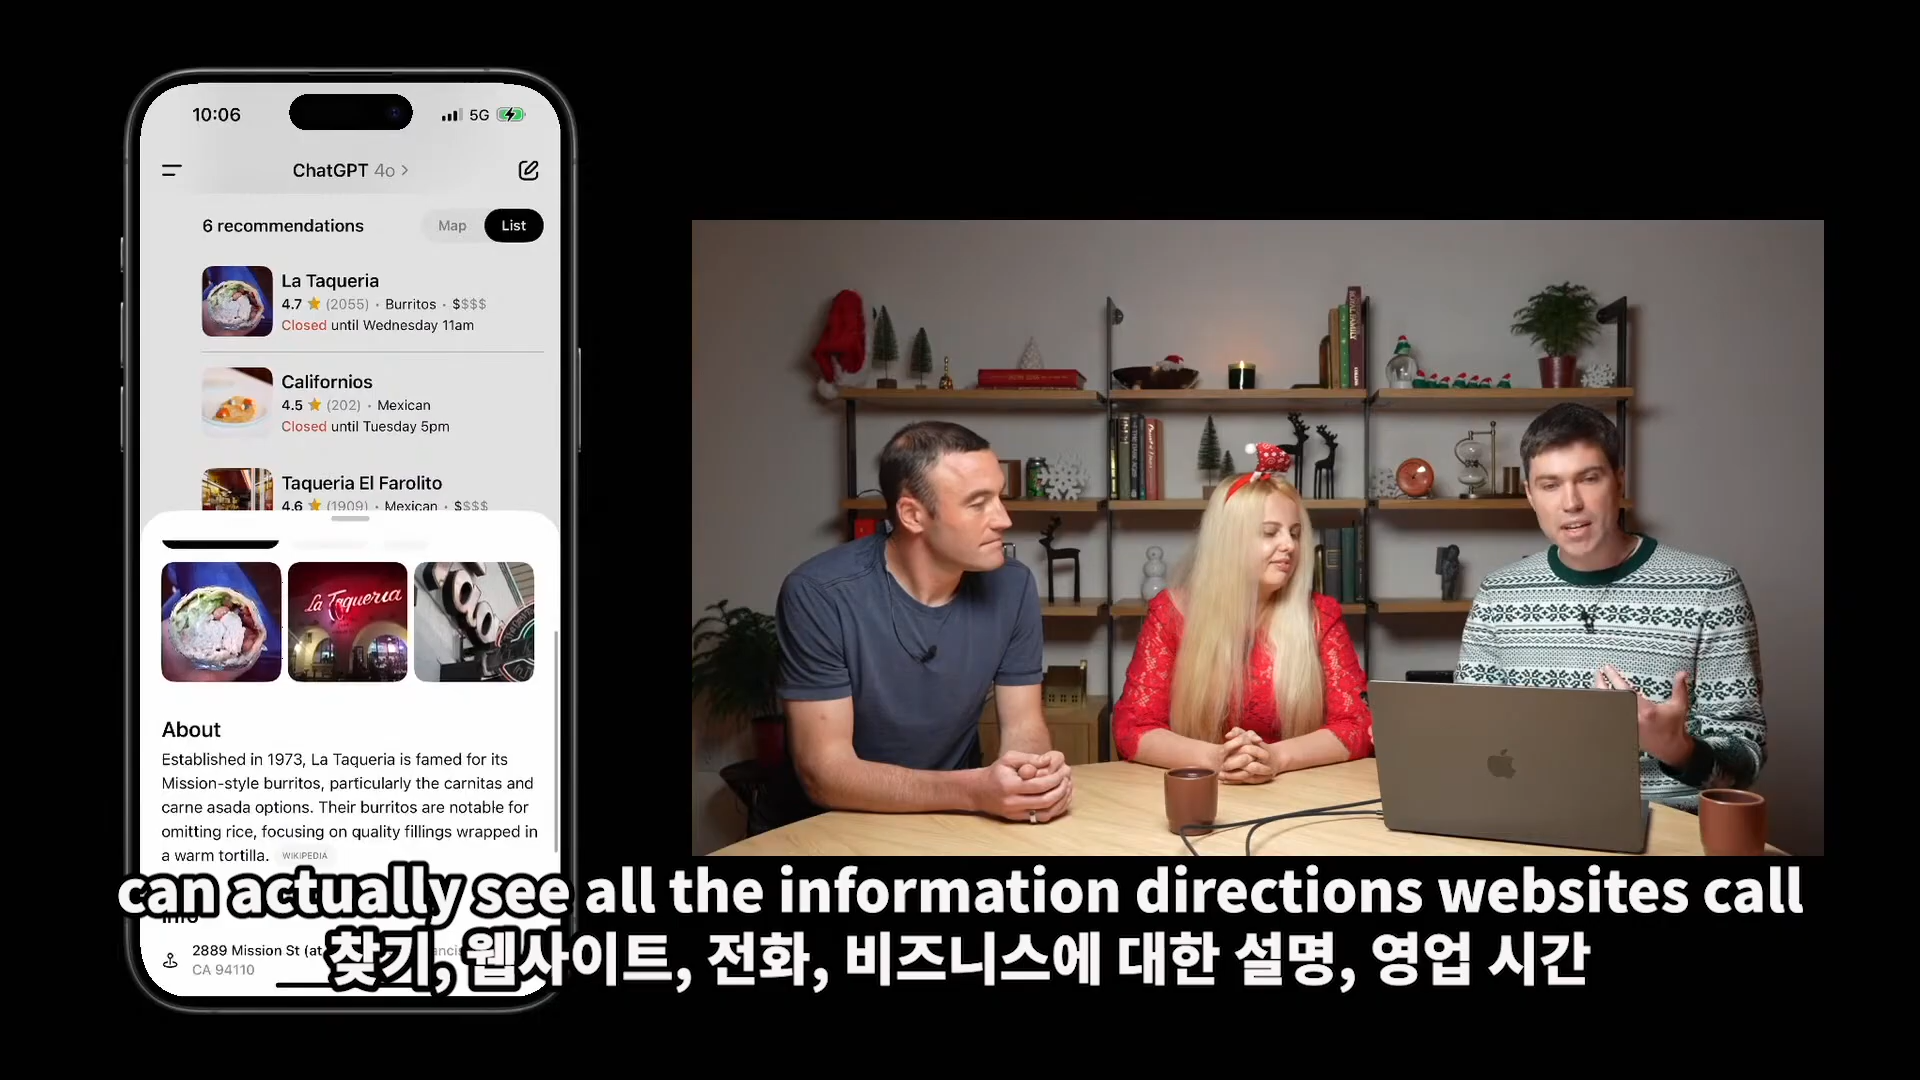 10:06
5G
ChatGPT 4o >
6 recommendations
Map
List
La Taqueria
4.7 ★ (2055) · Burritos · $$$$
Closed until Wednesday 11am
Californios
4.5 ★ (202) · Mexican
Closed until Tuesday 5pm
Taqueria El Farolito
4.6 ★ (1909) · Mexican · $$$$
La Taqueria
About
Established in 1973, La Taqueria is famed for its
Mission-style burritos, particularly the carnitas and
carne asada options. Their burritos are notable for
omitting rice, focusing on quality fillings wrapped in
a warm tortilla. WIKIPEDIA
Info
2889 Mission St (at
CA 94110
can actually see all the information directions websites call
찾기, 웹사이트, 전화, 비즈니스에 대한 설명, 영업 시간